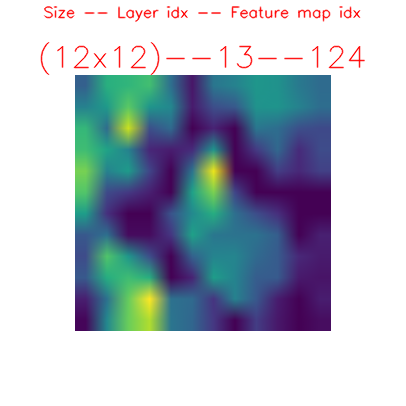 Size -- Layer idx -- Feature map idx
(12x12)--13--124